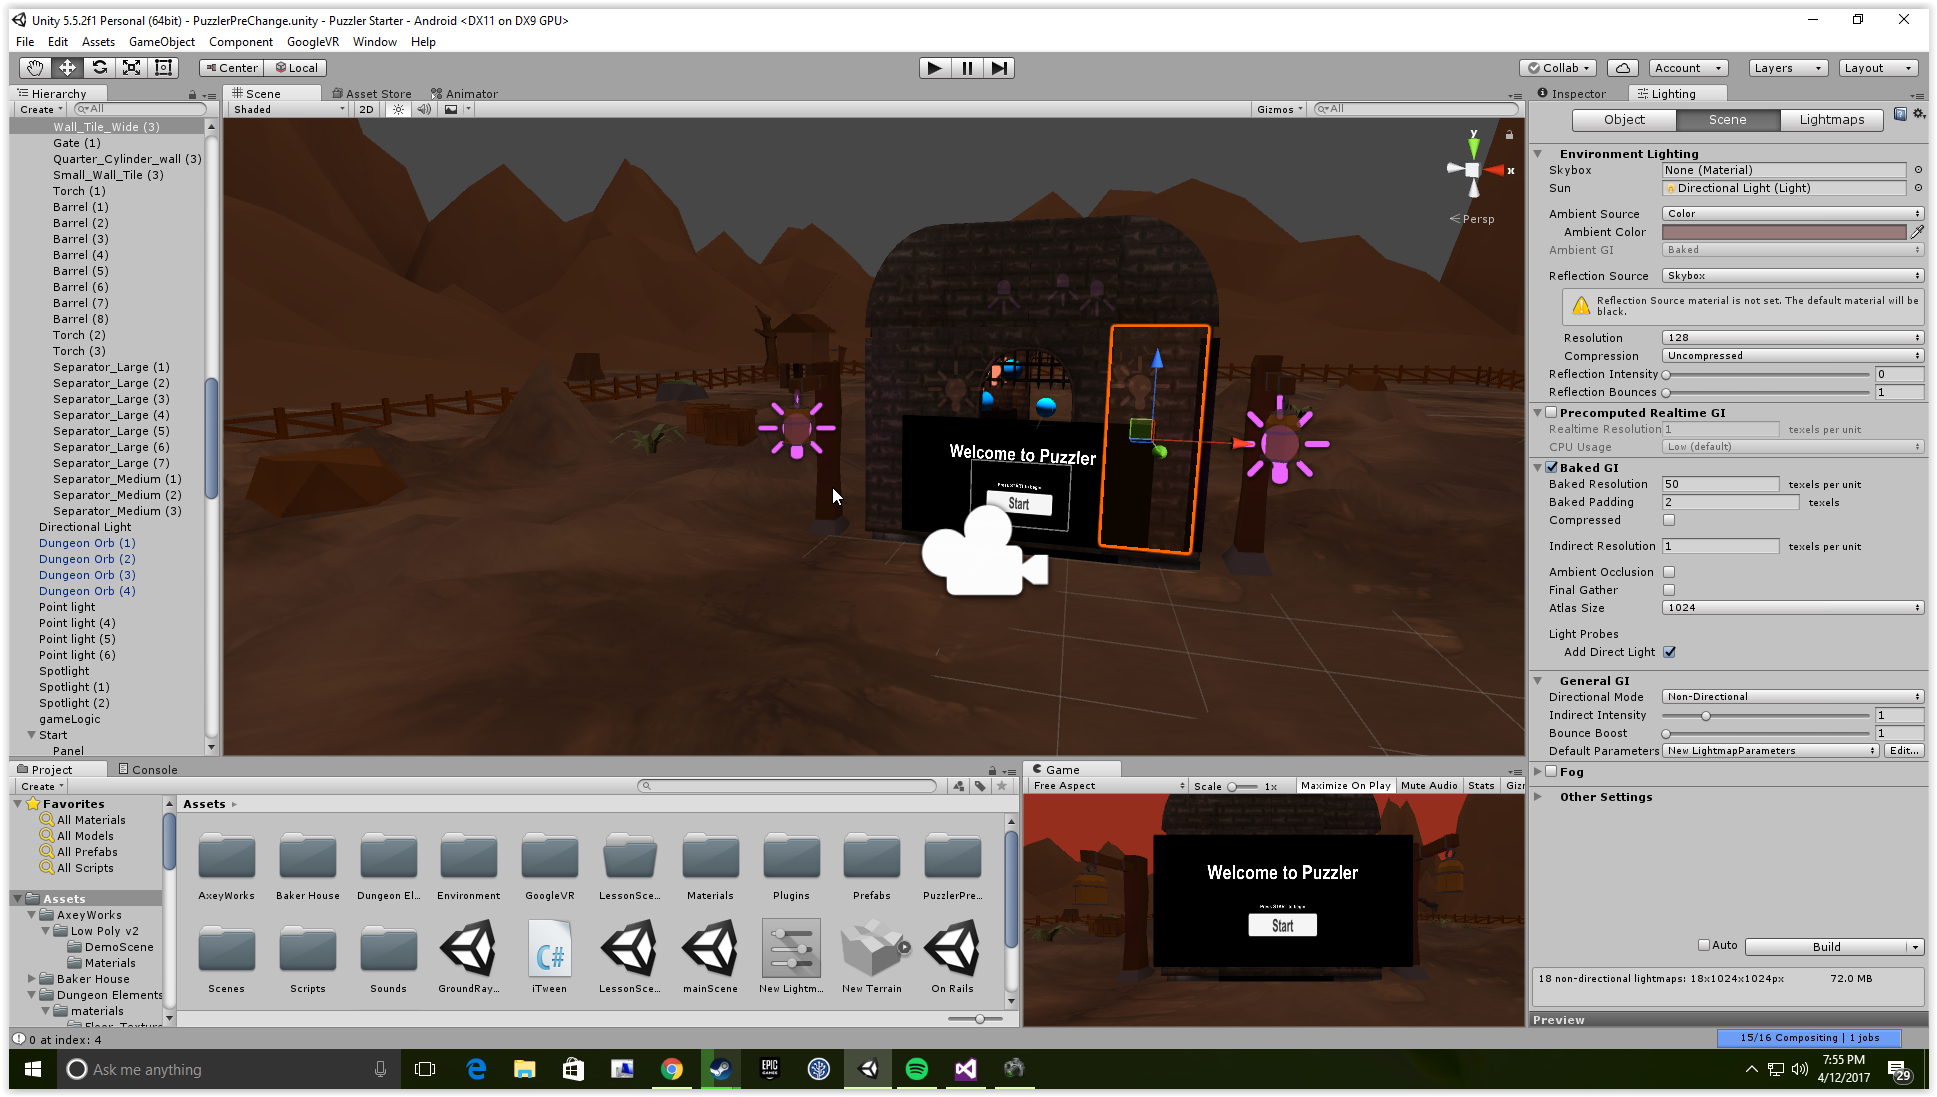 Unity 5.5.2f1 Personal (64bit) - PuzzlerPreChange.unity - Puzzler Starter - Android <DX11 on DX9 GPU>
File Edit Assets GameObject Component GoogleVR Window Help
Center Local
Collab Account Layers Layout
Hierarchy
Create All
Wall_Tile_Wide (3)
Gate (1)
Quarter_Cylinder_wall (3)
Small_Wall_Tile (3)
Torch (1)
Barrel (1)
Barrel (2)
Barrel (3)
Barrel (4)
Barrel (5)
Barrel (6)
Barrel (7)
Barrel (8)
Torch (2)
Torch (3)
Separator_Large (1)
Separator_Large (2)
Separator_Large (3)
Separator_Large (4)
Separator_Large (5)
Separator_Large (6)
Separator_Large (7)
Separator_Medium (1)
Separator_Medium (2)
Separator_Medium (3)
Directional Light
Dungeon Orb (1)
Dungeon Orb (2)
Dungeon Orb (3)
Dungeon Orb (4)
Point light
Point light (4)
Point light (5)
Point light (6)
Spotlight
Spotlight (1)
Spotlight (2)
gameLogic
Start
Panel
Scene Asset Store Animator
Shaded 2D Gizmos All
y
x
Persp
Welcome to Puzzler
Press START to begin
Start
Inspector Lighting
Object Scene Lightmaps
Environment Lighting
Skybox None (Material)
Sun Directional Light (Light)
Ambient Source Color
Ambient Color
Ambient GI Baked
Reflection Source Skybox
Reflection Source material is not set. The default material will be
black.
Resolution 128
Compression Uncompressed
Reflection Intensity 0
Reflection Bounces 1
Precomputed Realtime GI
Realtime Resolution 1 texels per unit
CPU Usage Low (default)
Baked GI
Baked Resolution 50 texels per unit
Baked Padding 2 texels
Compressed
Indirect Resolution 1 texels per unit
Ambient Occlusion
Final Gather
Atlas Size 1024
Light Probes
Add Direct Light
General GI
Directional Mode Non-Directional
Indirect Intensity 1
Bounce Boost 1
Default Parameters New LightmapParameters Edit...
Fog
Other Settings
Auto Build
18 non-directional lightmaps: 18x1024x1024px 72.0 MB
Preview
Project Console
Create
Favorites
All Materials
All Models
All Prefabs
All Scripts
Assets
AxeyWorks
Low Poly v2
DemoScene
Materials
Baker House
Dungeon Elements
materials
Assets
AxeyWorks Baker House Dungeon El... Environment GoogleVR LessonSce... Materials Plugins Prefabs PuzzlerPre...
C#
Scenes Scripts Sounds GroundRay... iTween LessonSce... mainScene New Lightm... New Terrain On Rails
Game
Free Aspect Scale 1x Maximize On Play Mute Audio Stats Giz
Welcome to Puzzler
Press START to begin
Start
0 at index: 4
15/16 Compositing | 1 jobs
Ask me anything
EPIC
GAMES
7:55 PM
4/12/2017
29